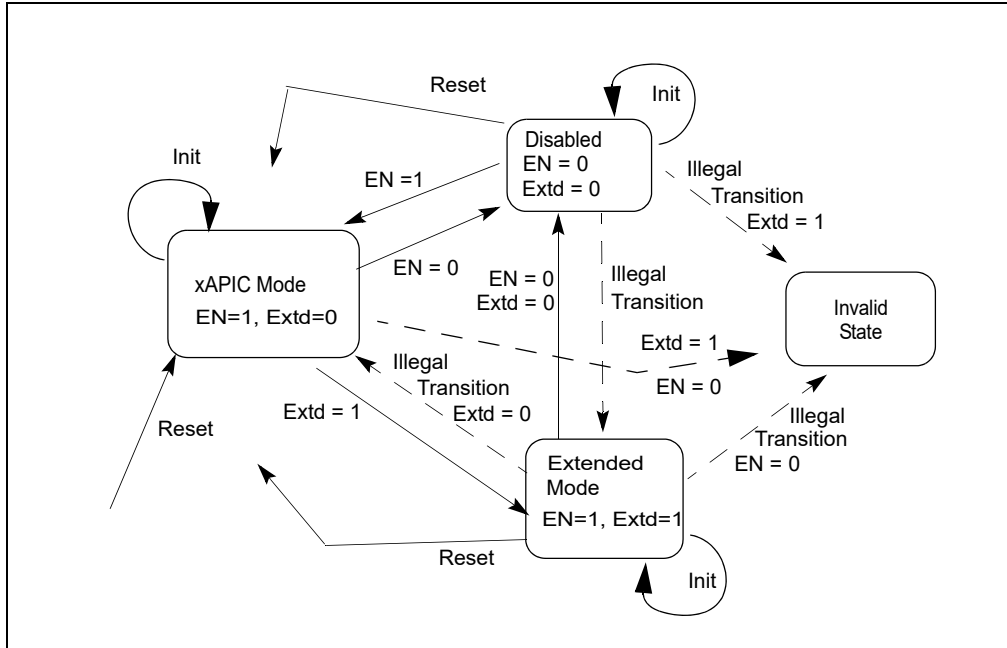 Reset
Init
Disabled
EN = 0
Extd = 0
Init
EN =1
Illegal
Transition
Extd = 1
xAPIC Mode
EN=1, Extd=0
EN = 0
EN = 0
Extd = 0
Illegal
Transition
Invalid
State
Extd = 1
EN = 0
Illegal
Transition
Extd = 0
Extd = 1
Reset
Illegal
Transition
EN = 0
Extended
Mode
EN=1, Extd=1
Reset
Init